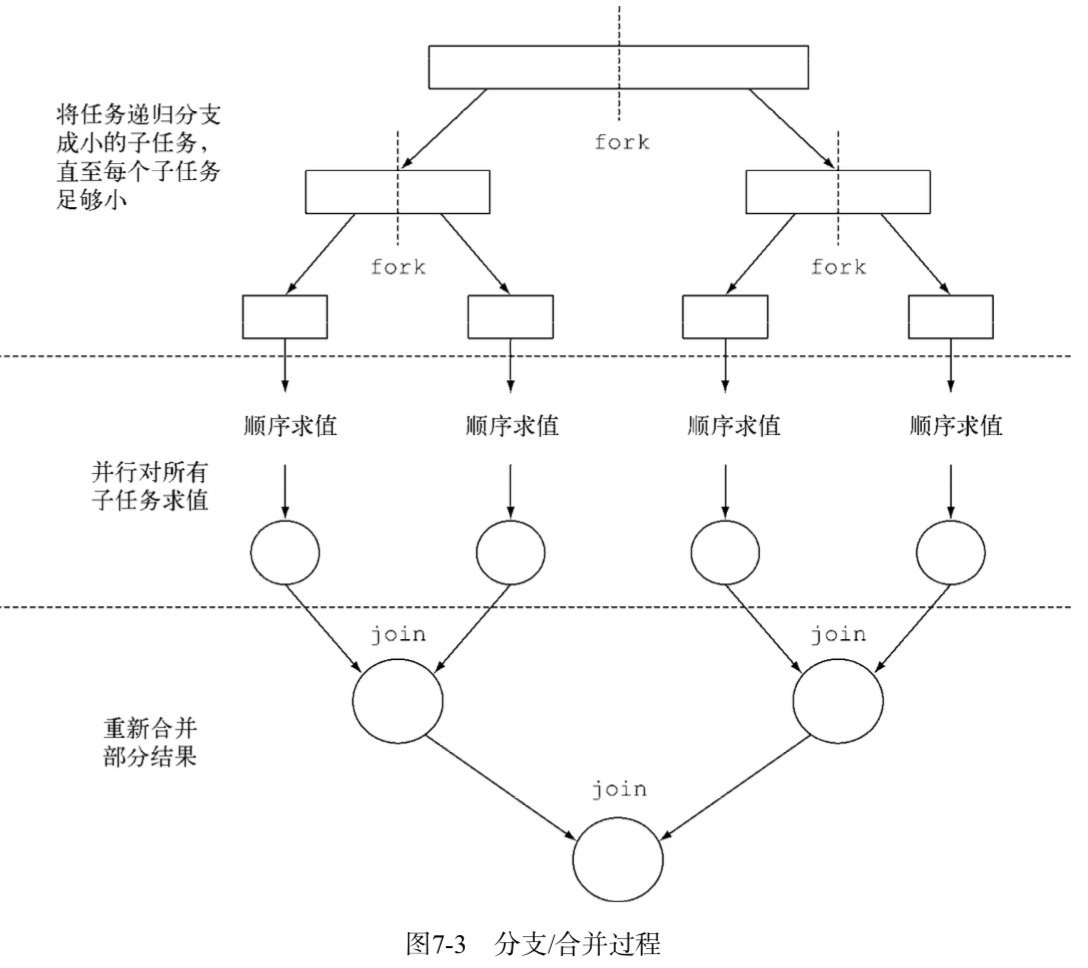 fork
将任务递归分支
成小的子任务，
直至每个子任务
足够小
fork
fork
顺序求值
顺序求值
顺序求值
顺序求值
并行对所有
子任务求值
join
join
重新合并
部分结果
join
图7-3 分支/合并过程